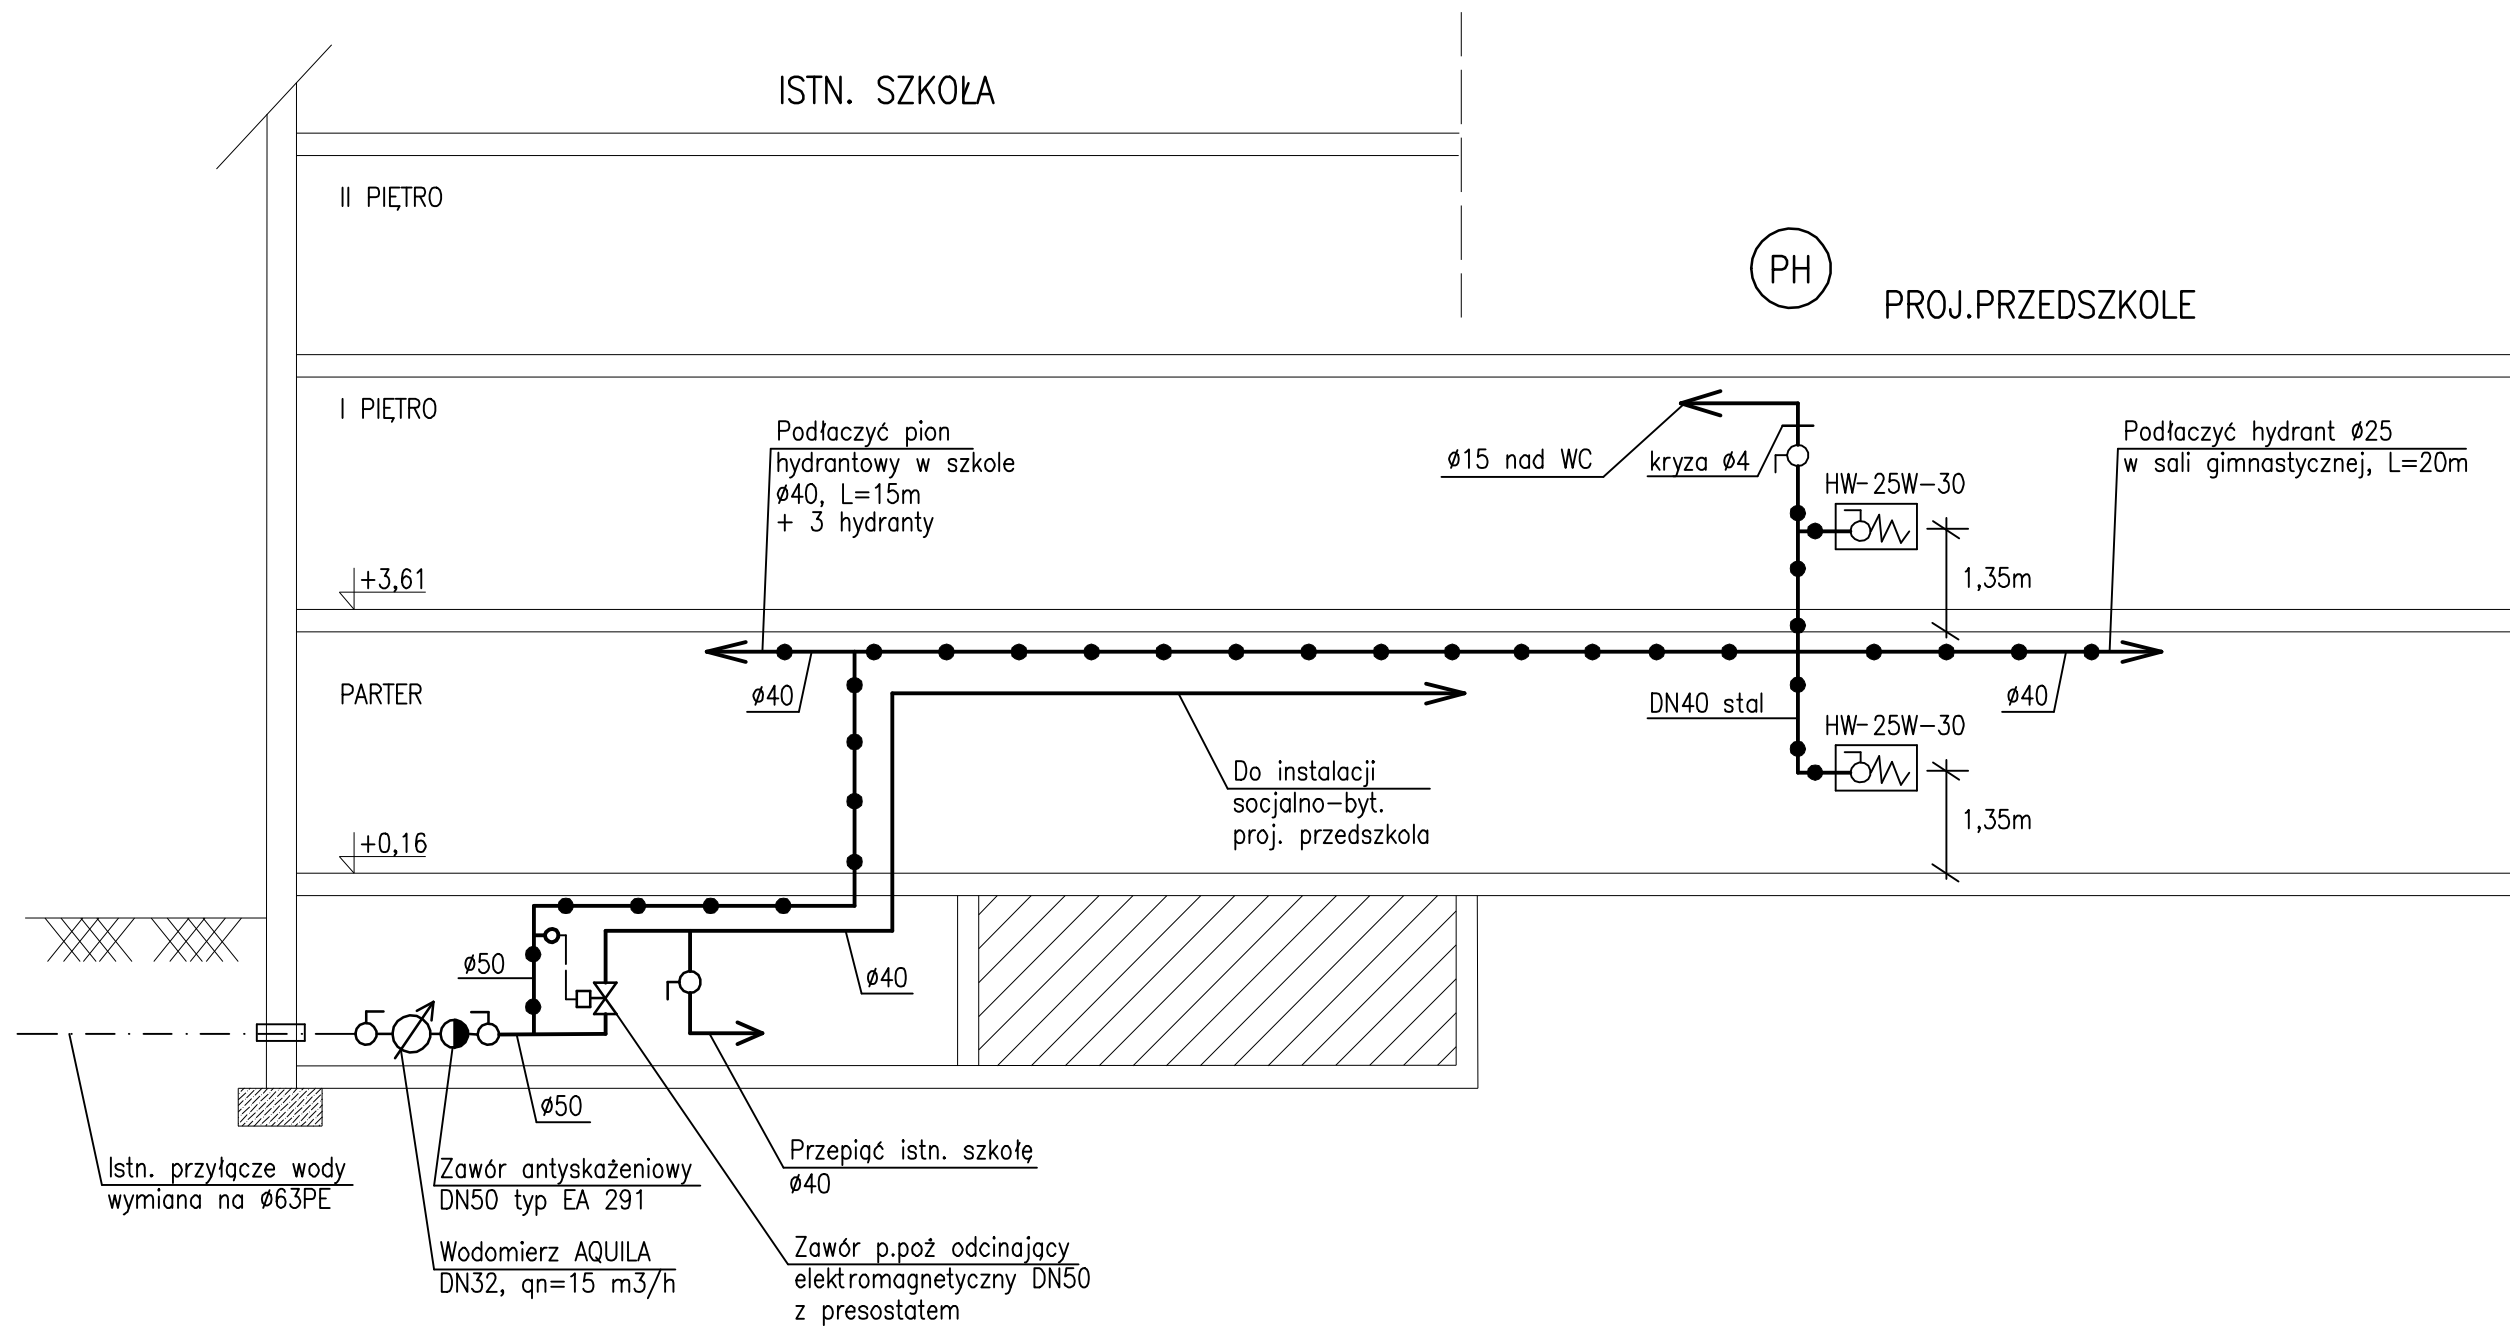 ISTN. SZKOŁA
II PIĘTRO
PH
PROJ.PRZEDSZKOLE
I PIĘTRO
Podłaczyć pion
hydrantowy w szkole
ø40, L=15m
+ 3 hydranty
ø15 nad WC
kryza ø4
HW-25W-30
Podłaczyć hydrant ø25
w sali gimnastycznej, L=20m
1,35m
+3,61
ø40
PARTER
DN40 stal
ø40
HW-25W-30
Do instalacji
socjalno-byt.
proj. przedszkola
1,35m
+0,16
ø50
ø40
ø50
Istn. przyłącze wody
wymiana na ø63PE
Zawór antyskażeniowy
DN50 typ EA 291
Przepiąć istn. szkołę
ø40
Wodomierz AQUILA
DN32, qn=15 m3/h
Zawór p.poż odcinający
elektromagnetyczny DN50
z presostatem